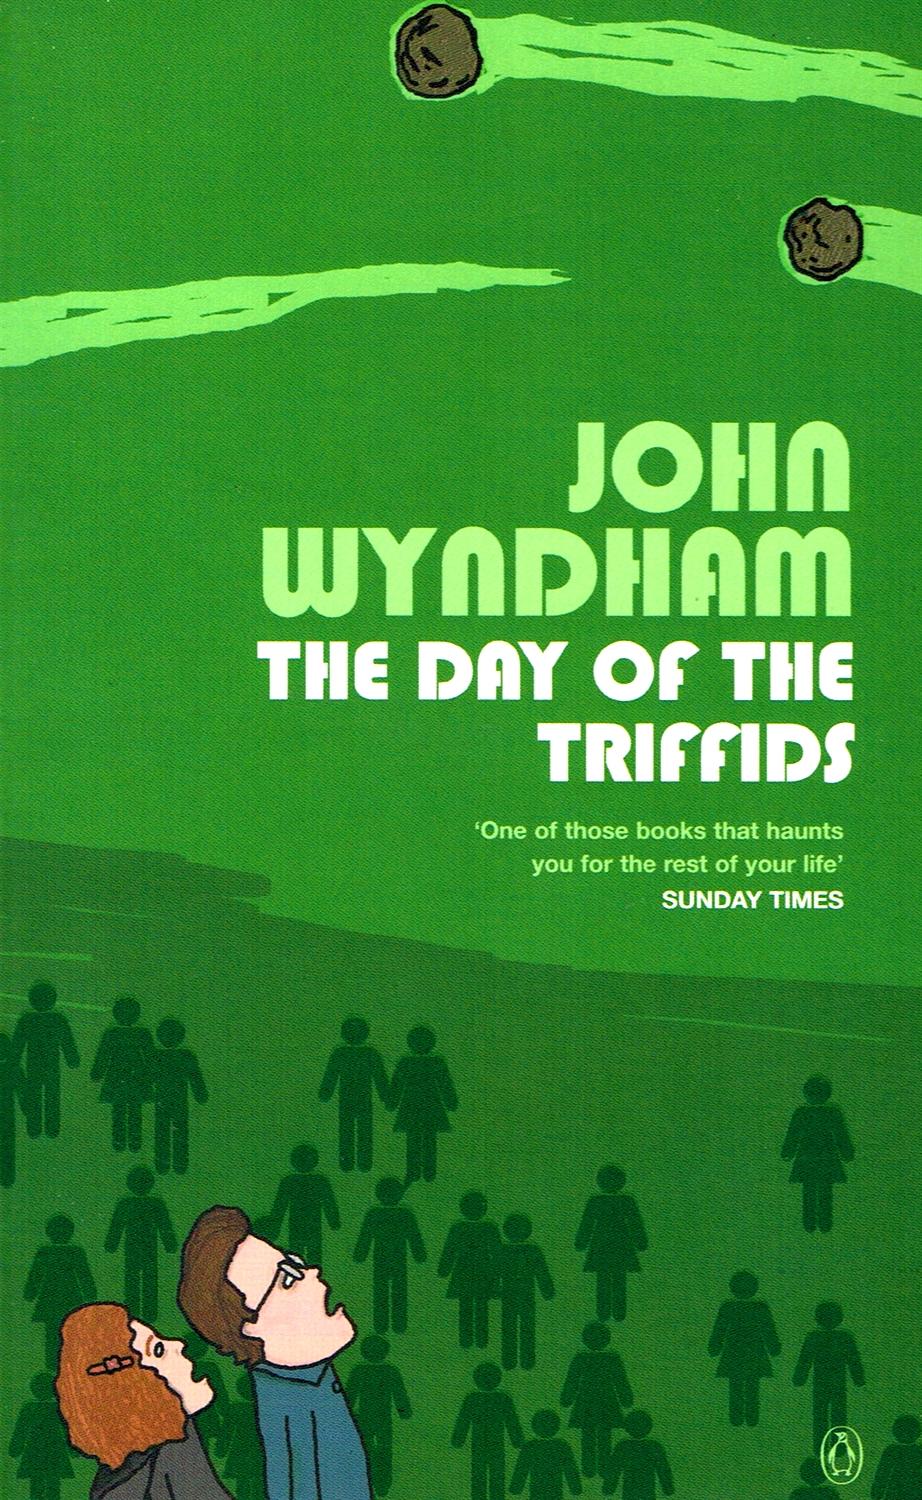 JOHN
WYNDHAM
THE DAY OF THE
TRIFFIDS
‘One of those books that haunts
you for the rest of your life’
SUNDAY TIMES